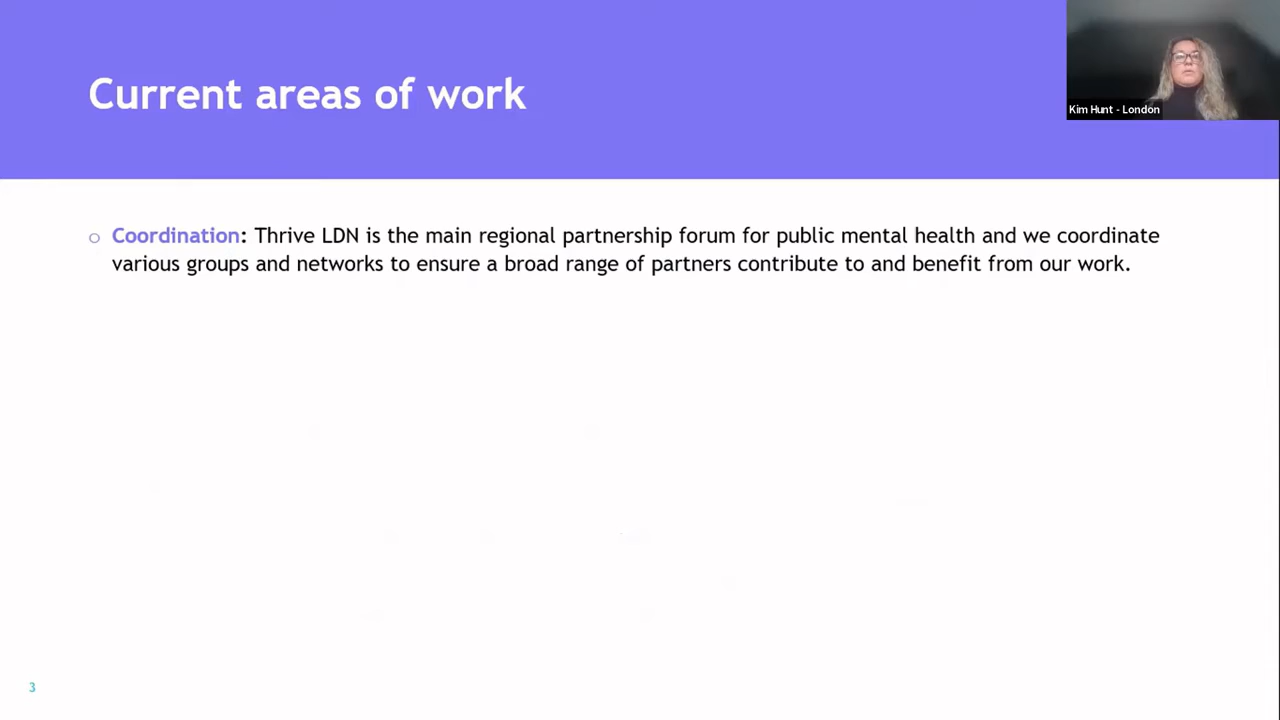 Current areas of work
Kim Hunt - London
o Coordination: Thrive LDN is the main regional partnership forum for public mental health and we coordinate
various groups and networks to ensure a broad range of partners contribute to and benefit from our work.
3